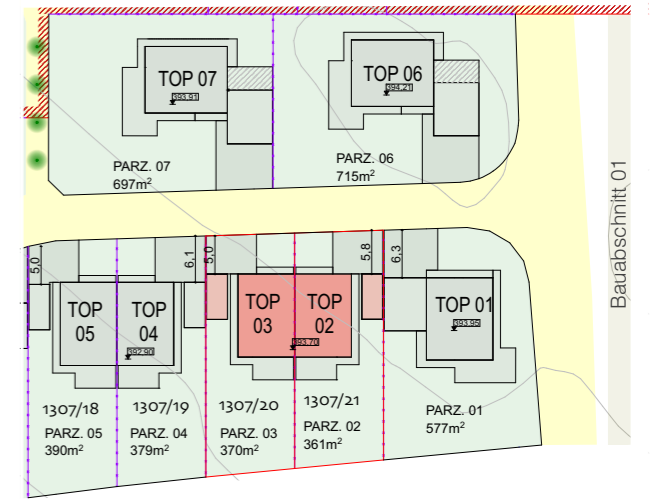 TOP 07
393.91
TOP 06
394.21
PARZ. 07
697m²
PARZ. 06
715m²
Bauabschnitt 01
5,0
6,1
5,0
5,8
6,3
TOP
05
TOP
04
392.90
TOP
03
TOP
02
393.70
TOP 01
393.95
1307/18
PARZ. 05
390m²
1307/19
PARZ. 04
379m²
1307/20
PARZ. 03
370m²
1307/21
PARZ. 02
361m²
PARZ. 01
577m²